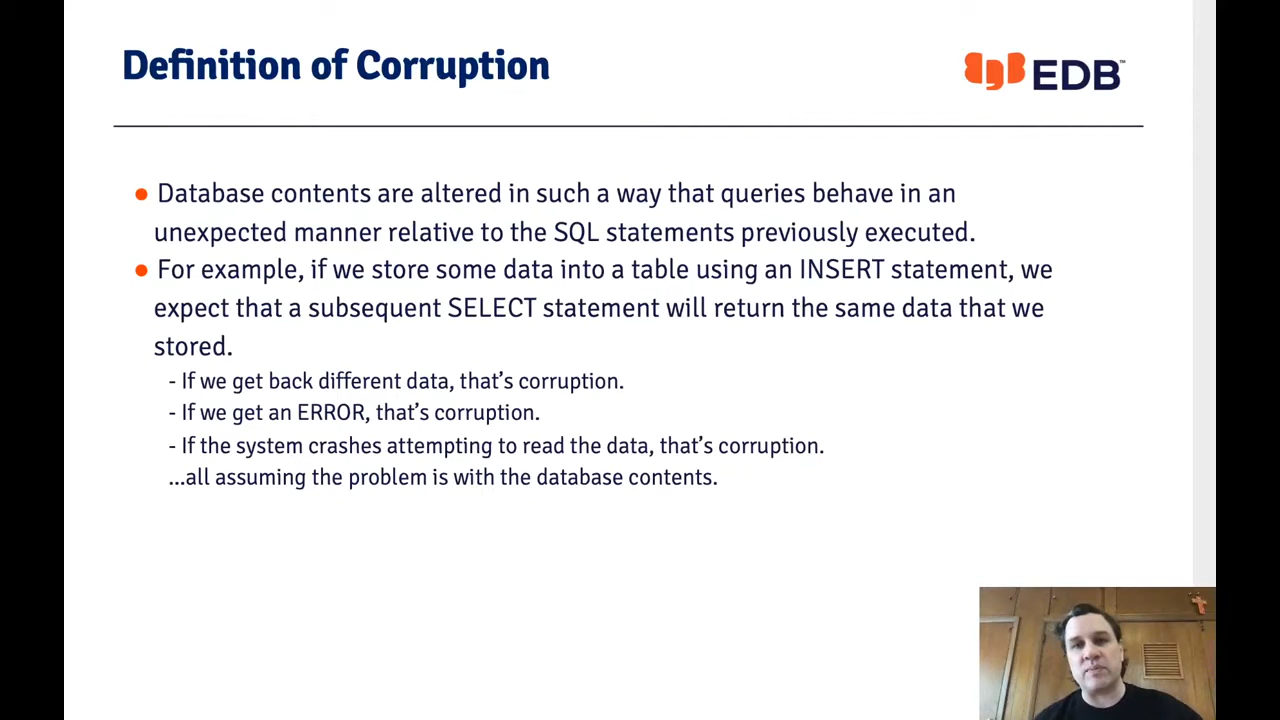 Definition of Corruption
EDB™
● Database contents are altered in such a way that queries behave in an
unexpected manner relative to the SQL statements previously executed.
● For example, if we store some data into a table using an INSERT statement, we
expect that a subsequent SELECT statement will return the same data that we
stored.
- If we get back different data, that’s corruption.
- If we get an ERROR, that’s corruption.
- If the system crashes attempting to read the data, that’s corruption.
...all assuming the problem is with the database contents.